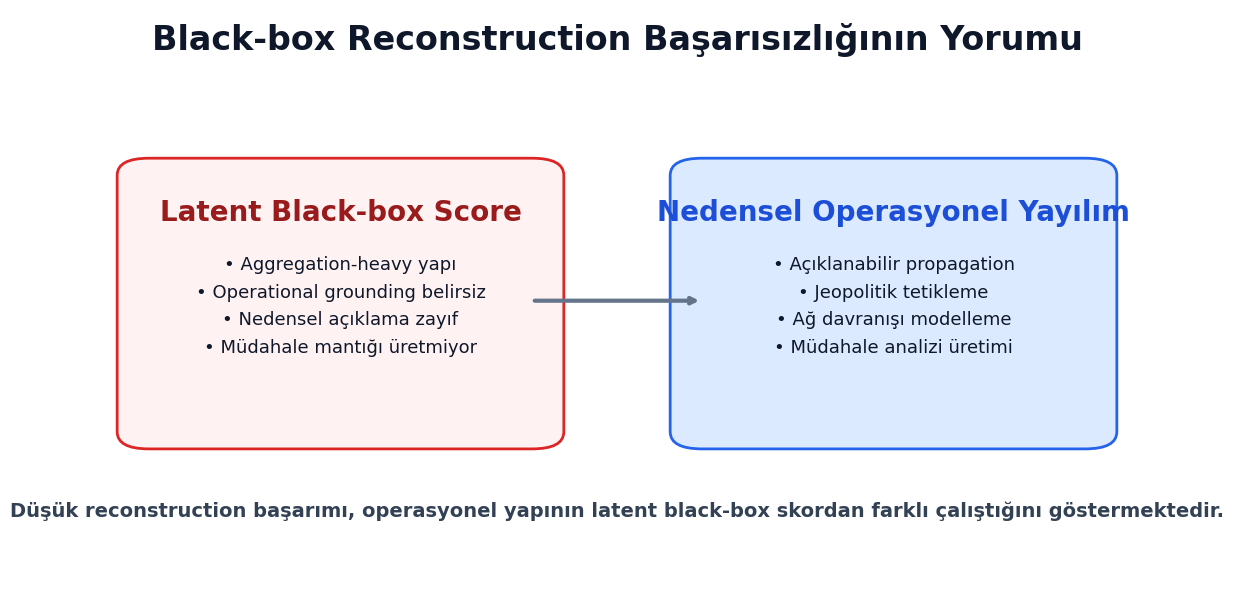 Black-box Reconstruction Başarısızlığının Yorumu
Latent Black-box Score
• Aggregation-heavy yapı
• Operational grounding belirsiz
• Nedensel açıklama zayıf
• Müdahale mantığı üretmiyor
Nedensel Operasyonel Yayılım
• Açıklanabilir propagation
• Jeopolitik tetikleme
• Ağ davranışı modelleme
• Müdahale analizi üretimi
Düşük reconstruction başarımı, operasyonel yapının latent black-box skordan farklı çalıştığını göstermektedir.